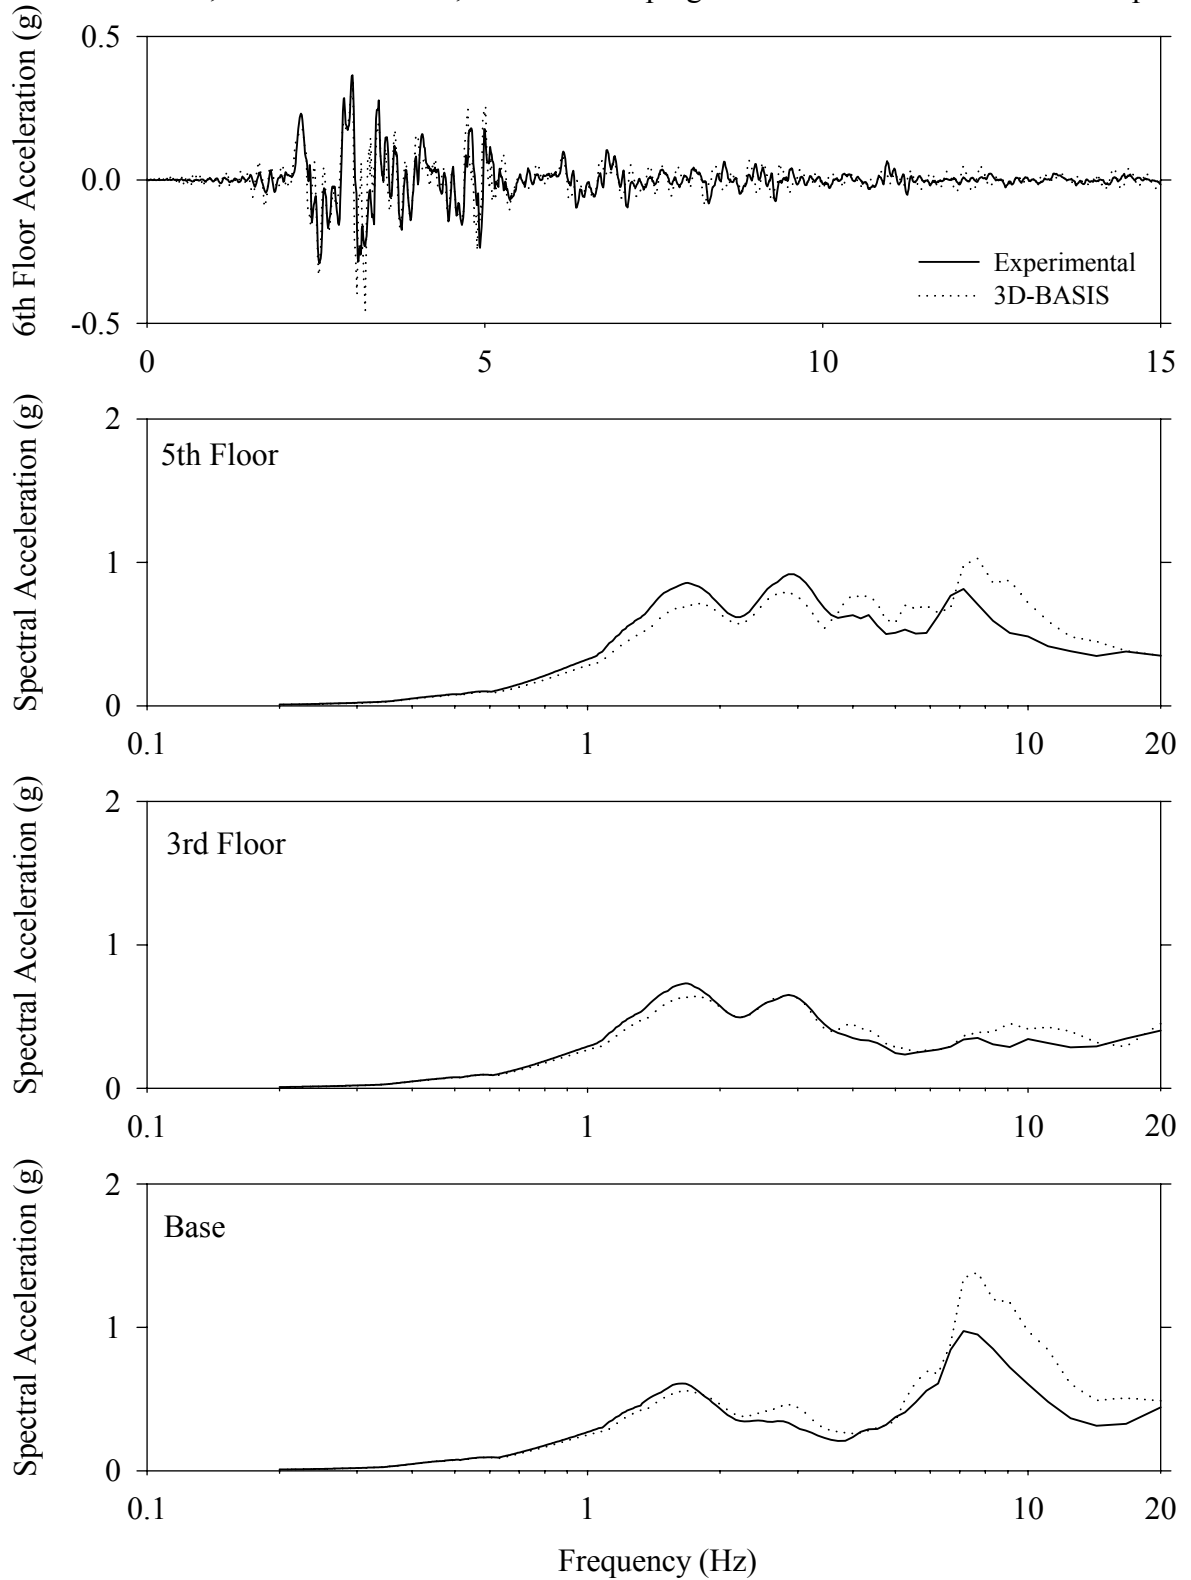 6th Floor Acceleration (g)
0.5
0.0
-0.5
Experimental
3D-BASIS
0 5 10 15
Spectral Acceleration (g)
2
1
0
5th Floor
0.1 1 10 20
Spectral Acceleration (g)
2
1
0
3rd Floor
0.1 1 10 20
Spectral Acceleration (g)
2
1
0
Base
0.1 1 10 20
Frequency (Hz)